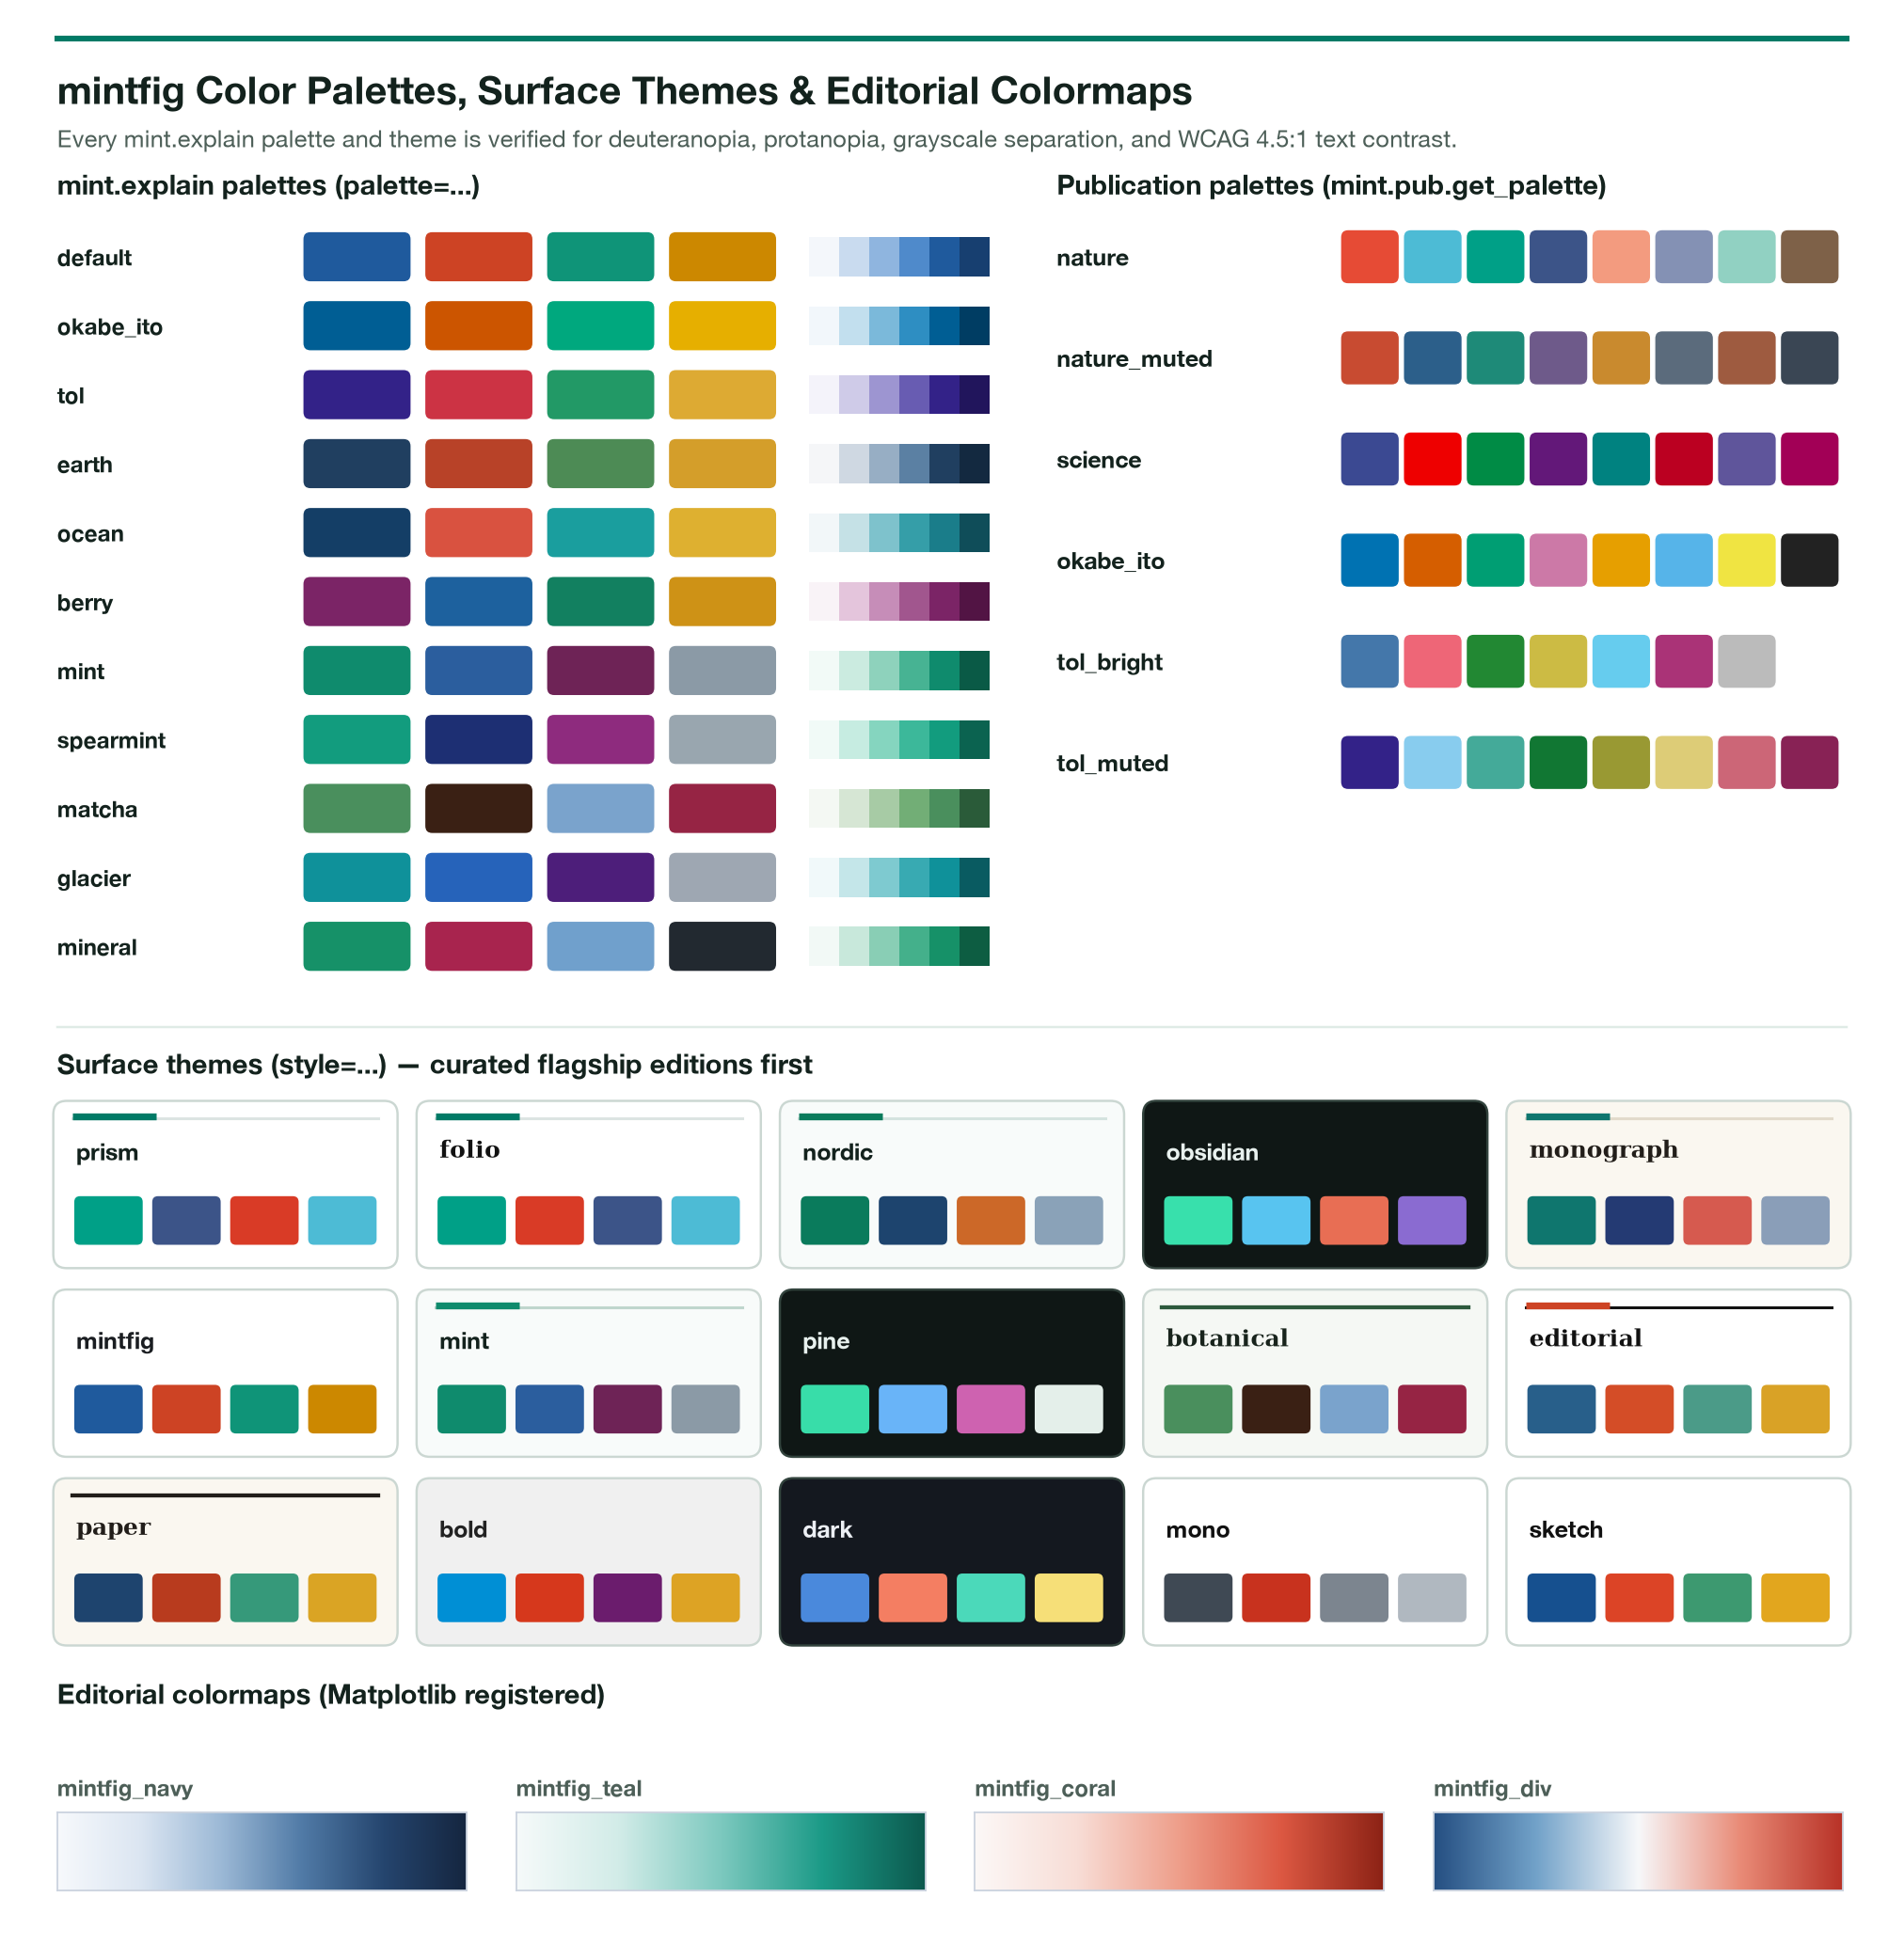 mintfig Color Palettes, Surface Themes & Editorial Colormaps
Every mint.explain palette and theme is verified for deuteranopia, protanopia, grayscale separation, and WCAG 4.5:1 text contrast.
mint.explain palettes (palette=...)
default
okabe_ito
tol
earth
ocean
berry
mint
spearmint
matcha
glacier
mineral
Publication palettes (mint.pub.get_palette)
nature
nature_muted
science
okabe_ito
tol_bright
tol_muted
Surface themes (style=...) — curated flagship editions first
prism
folio
nordic
obsidian
monograph
mintfig
mint
pine
botanical
editorial
paper
bold
dark
mono
sketch
Editorial colormaps (Matplotlib registered)
mintfig_navy
mintfig_teal
mintfig_coral
mintfig_div